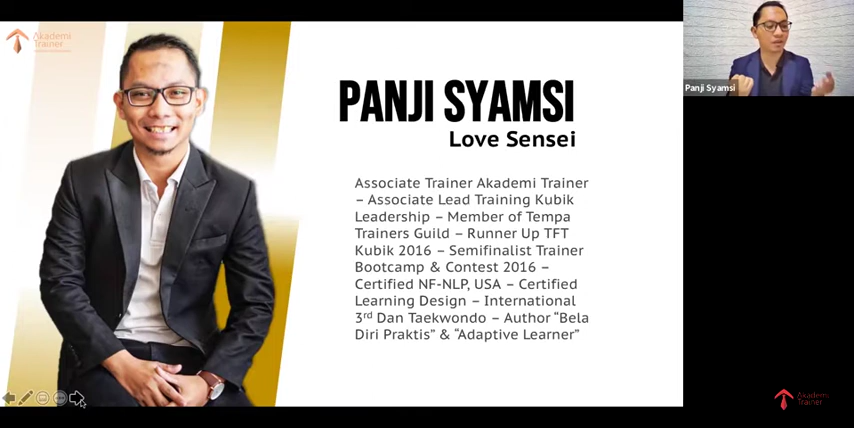 Akademi
Trainer
PANJI SYAMSI
Love Sensei
Associate Trainer Akademi Trainer
– Associate Lead Training Kubik
Leadership – Member of Tempa
Trainers Guild – Runner Up TFT
Kubik 2016 – Semifinalist Trainer
Bootcamp & Contest 2016 –
Certified NF-NLP, USA – Certified
Learning Design – International
3rd Dan Taekwondo – Author “Bela
Diri Praktis” & “Adaptive Learner”
Panji Syamsi
Akademi
Trainer